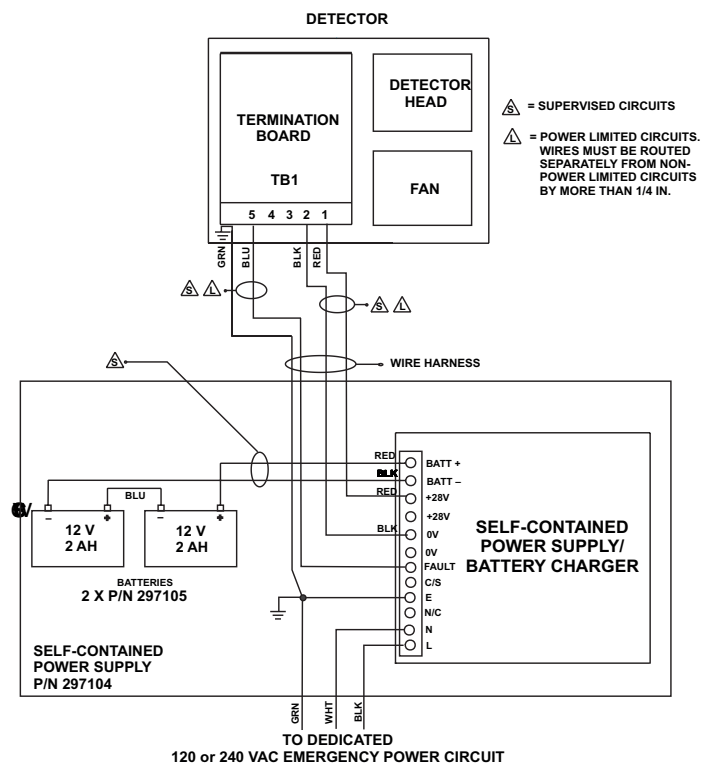 DETECTOR
TERMINATION
BOARD
TB1
5 4 3 2 1
DETECTOR
HEAD
FAN
S = SUPERVISED CIRCUITS
L = POWER LIMITED CIRCUITS.
WIRES MUST BE ROUTED
SEPARATELY FROM NON-
POWER LIMITED CIRCUITS
BY MORE THAN 1/4 IN.
GRN
BLU
BLK
RED
S L
S L
S
WIRE HARNESS
RED
BLK
RED
BLK
BATT +
BATT –
+28V
+28V
0V
0V
FAULT
C/S
E
N/C
N
L
SELF-CONTAINED
POWER SUPPLY/
BATTERY CHARGER
BLU
– +
12 V
2 AH
– +
12 V
2 AH
BATTERIES
2 X P/N 297105
SELF-CONTAINED
POWER SUPPLY
P/N 297104
GRN
WHT
BLK
TO DEDICATED
120 or 240 VAC EMERGENCY POWER CIRCUIT